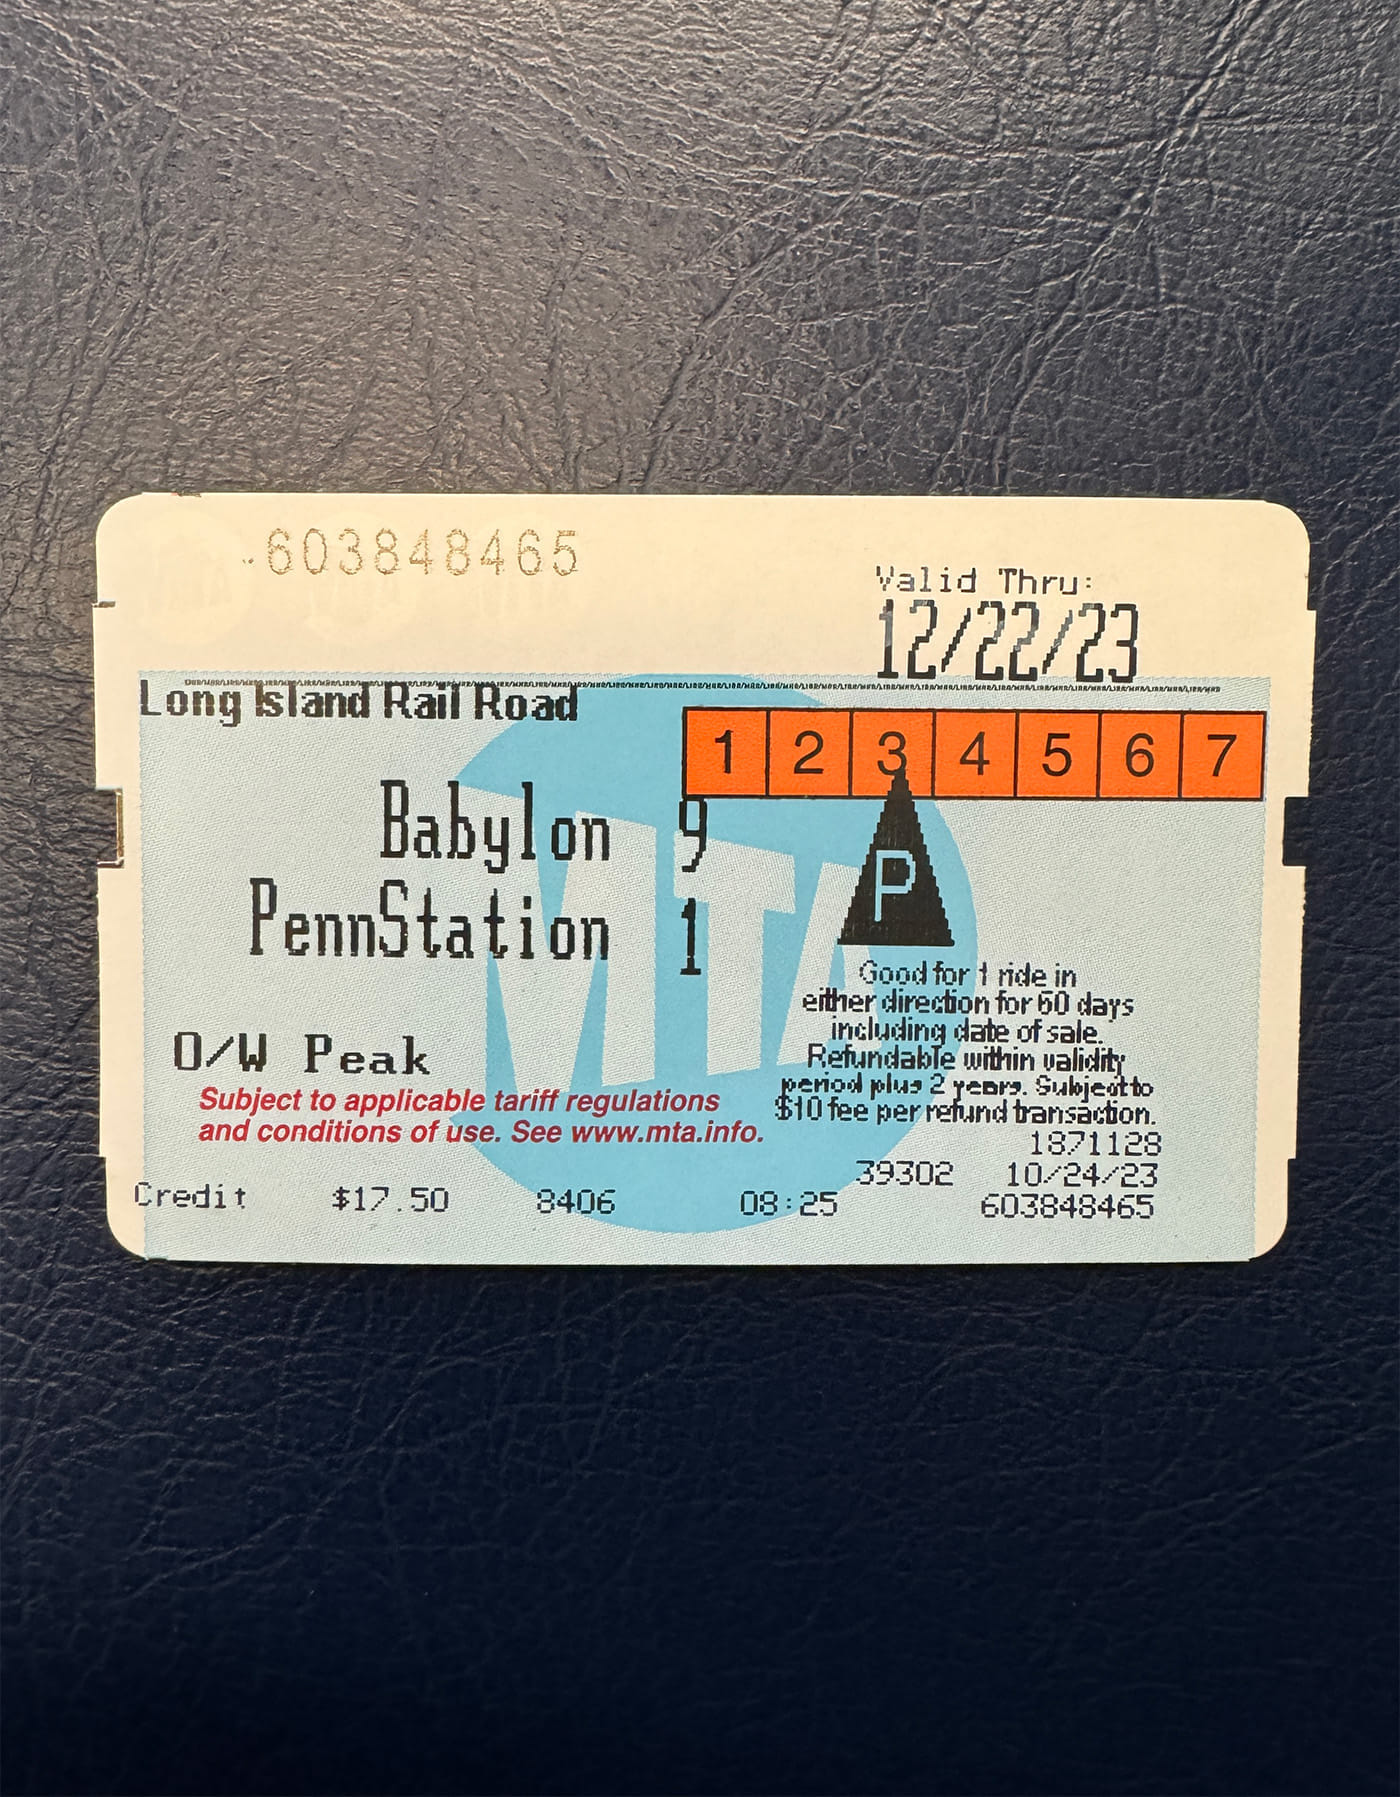 603848465
Valid Thru:
12/22/23
Long Island Rail Road
1 2 3 4 5 6 7
Babylon 9
PennStation 1
P
MTA
O/W Peak
Good for 1 ride in
either direction for 60 days
including date of sale.
Refundable within validity
period plus 2 years. Subject to
$10 fee per refund transaction.
Subject to applicable tariff regulations
and conditions of use. See www.mta.info.
1871128
39302 10/24/23
Credit $17.50 8406 08:25 603848465